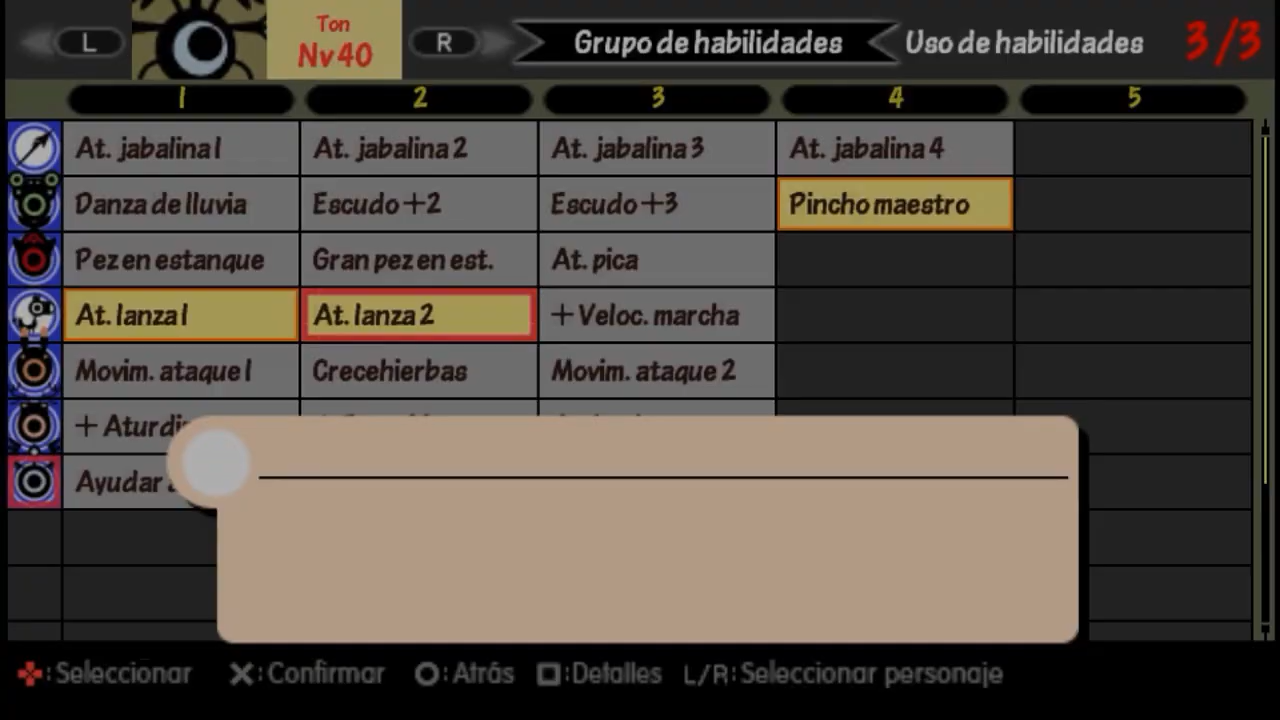 L
Ton
Nv 40
R
Grupo de habilidades
Uso de habilidades
3/3
1 2 3 4 5
At. jabalina 1 At. jabalina 2 At. jabalina 3 At. jabalina 4
Danza de lluvia Escudo +2 Escudo +3 Pincho maestro
Pez en estanque Gran pez en est. At. pica
At. lanza 1 At. lanza 2 + Veloc. marcha
Movim. ataque 1 Crecehierbas Movim. ataque 2
Ayudar
: Seleccionar X: Confirmar O: Atrás □: Detalles L/R: Seleccionar personaje